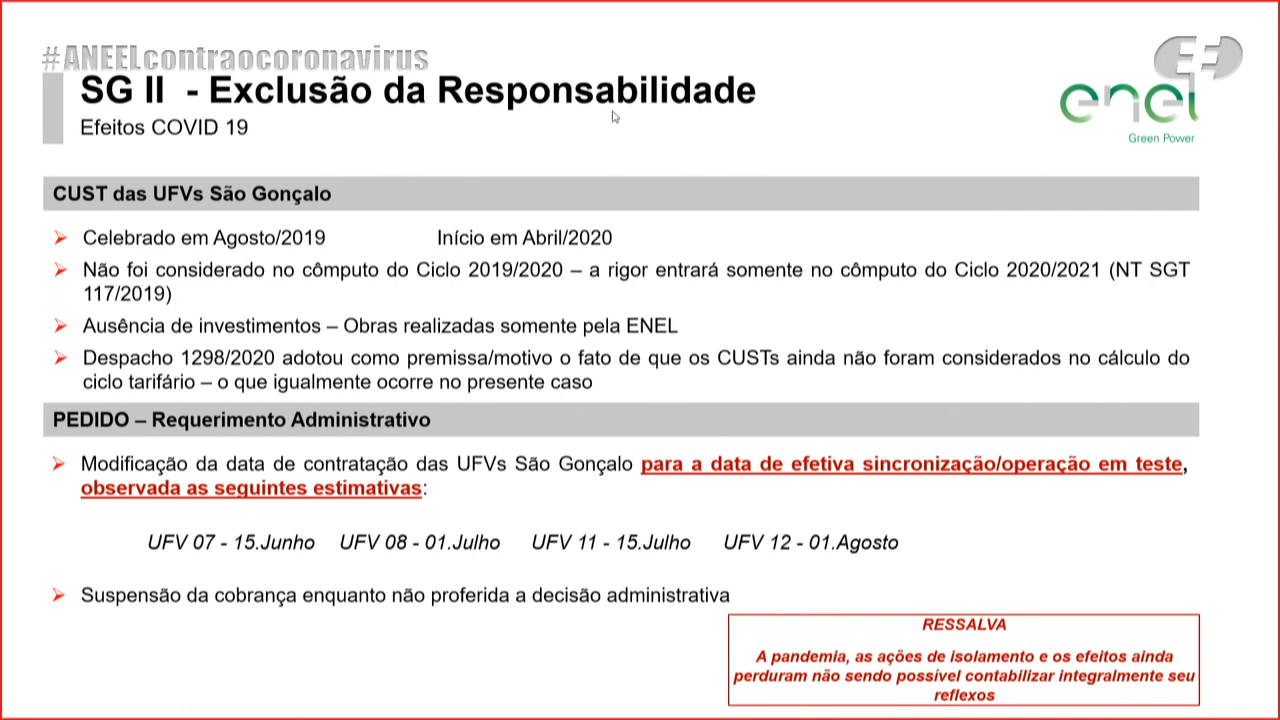 #ANEELcontraocoronavirus
SG II - Exclusão da Responsabilidade
Efeitos COVID 19
enel
Green Power
CUST das UFVs São Gonçalo
Celebrado em Agosto/2019 Início em Abril/2020
Não foi considerado no cômputo do Ciclo 2019/2020 – a rigor entrará somente no cômputo do Ciclo 2020/2021 (NT SGT
117/2019)
Ausência de investimentos – Obras realizadas somente pela ENEL
Despacho 1298/2020 adotou como premissa/motivo o fato de que os CUSTs ainda não foram considerados no cálculo do
ciclo tarifário – o que igualmente ocorre no presente caso
PEDIDO – Requerimento Administrativo
Modificação da data de contratação das UFVs São Gonçalo para a data de efetiva sincronização/operação em teste,
observada as seguintes estimativas:
UFV 07 - 15.Junho UFV 08 - 01.Julho UFV 11 - 15.Julho UFV 12 - 01.Agosto
Suspensão da cobrança enquanto não proferida a decisão administrativa
RESSALVA
A pandemia, as ações de isolamento e os efeitos ainda
perduram não sendo possível contabilizar integralmente seu
reflexos